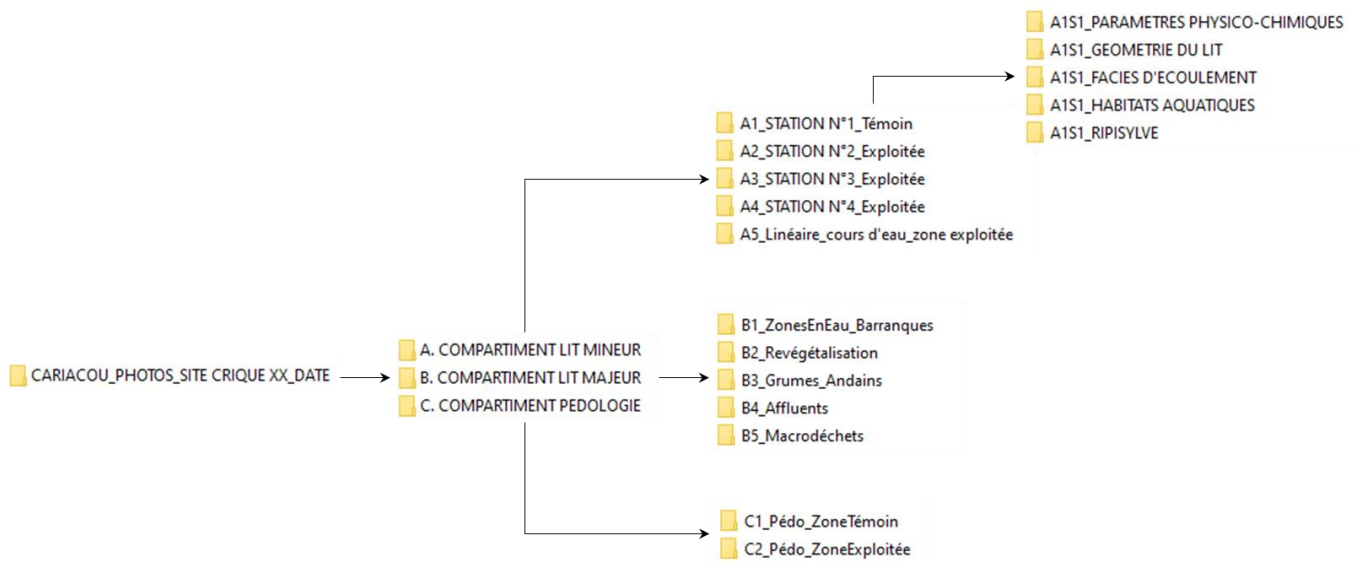 CARIACOU_PHOTOS_SITE CRIQUE XX_DATE
A. COMPARTIMENT LIT MINEUR
B. COMPARTIMENT LIT MAJEUR
C. COMPARTIMENT PEDOLOGIE
A1_STATION N°1_Témoin
A2_STATION N°2_Exploitée
A3_STATION N°3_Exploitée
A4_STATION N°4_Exploitée
A5_Linéaire_cours d'eau_zone exploitée
A1S1_PARAMETRES PHYSICO-CHIMIQUES
A1S1_GEOMETRIE DU LIT
A1S1_FACIES D'ECOULEMENT
A1S1_HABITATS AQUATIQUES
A1S1_RIPISYLVE
B1_ZonesEnEau_Barranques
B2_Revégétalisation
B3_Grumes_Andains
B4_Affluents
B5_Macrodéchets
C1_Pédo_ZoneTémoin
C2_Pédo_ZoneExploitée